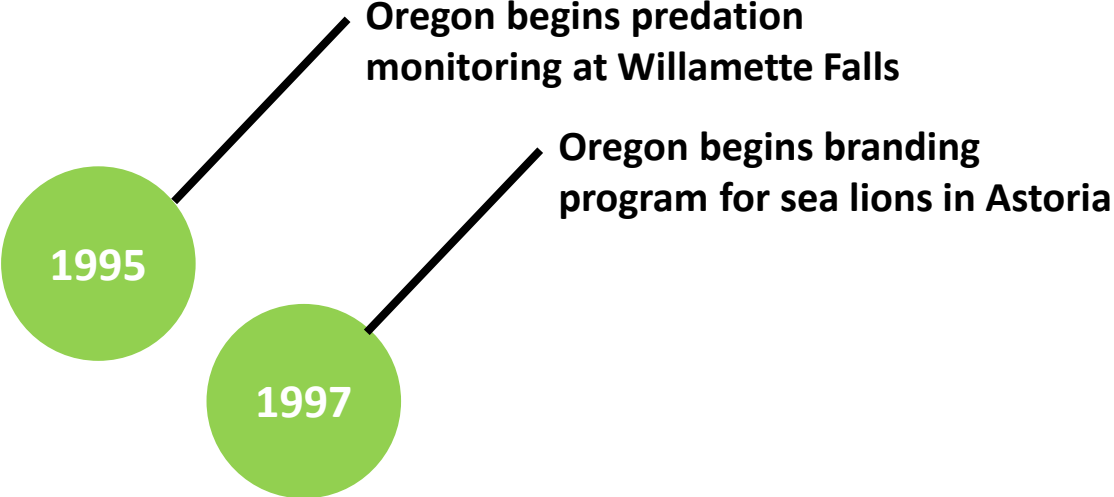 Oregon begins predation
monitoring at Willamette Falls
Oregon begins branding
program for sea lions in Astoria
1995
1997